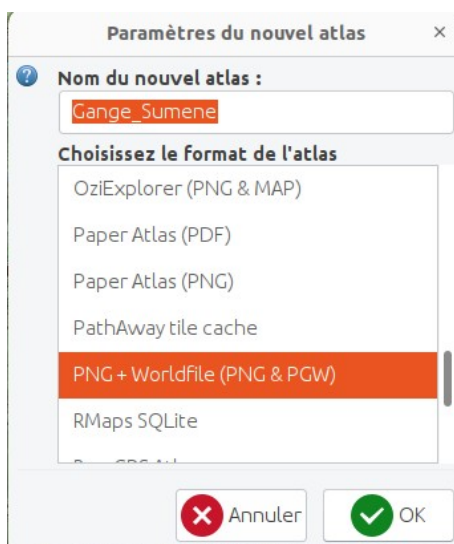 Paramètres du nouvel atlas ×
Nom du nouvel atlas :
Gange_Sumene
Choisissez le format de l'atlas
OziExplorer (PNG & MAP)
Paper Atlas (PDF)
Paper Atlas (PNG)
PathAway tile cache
PNG + Worldfile (PNG & PGW)
RMaps SQLite
Annuler OK